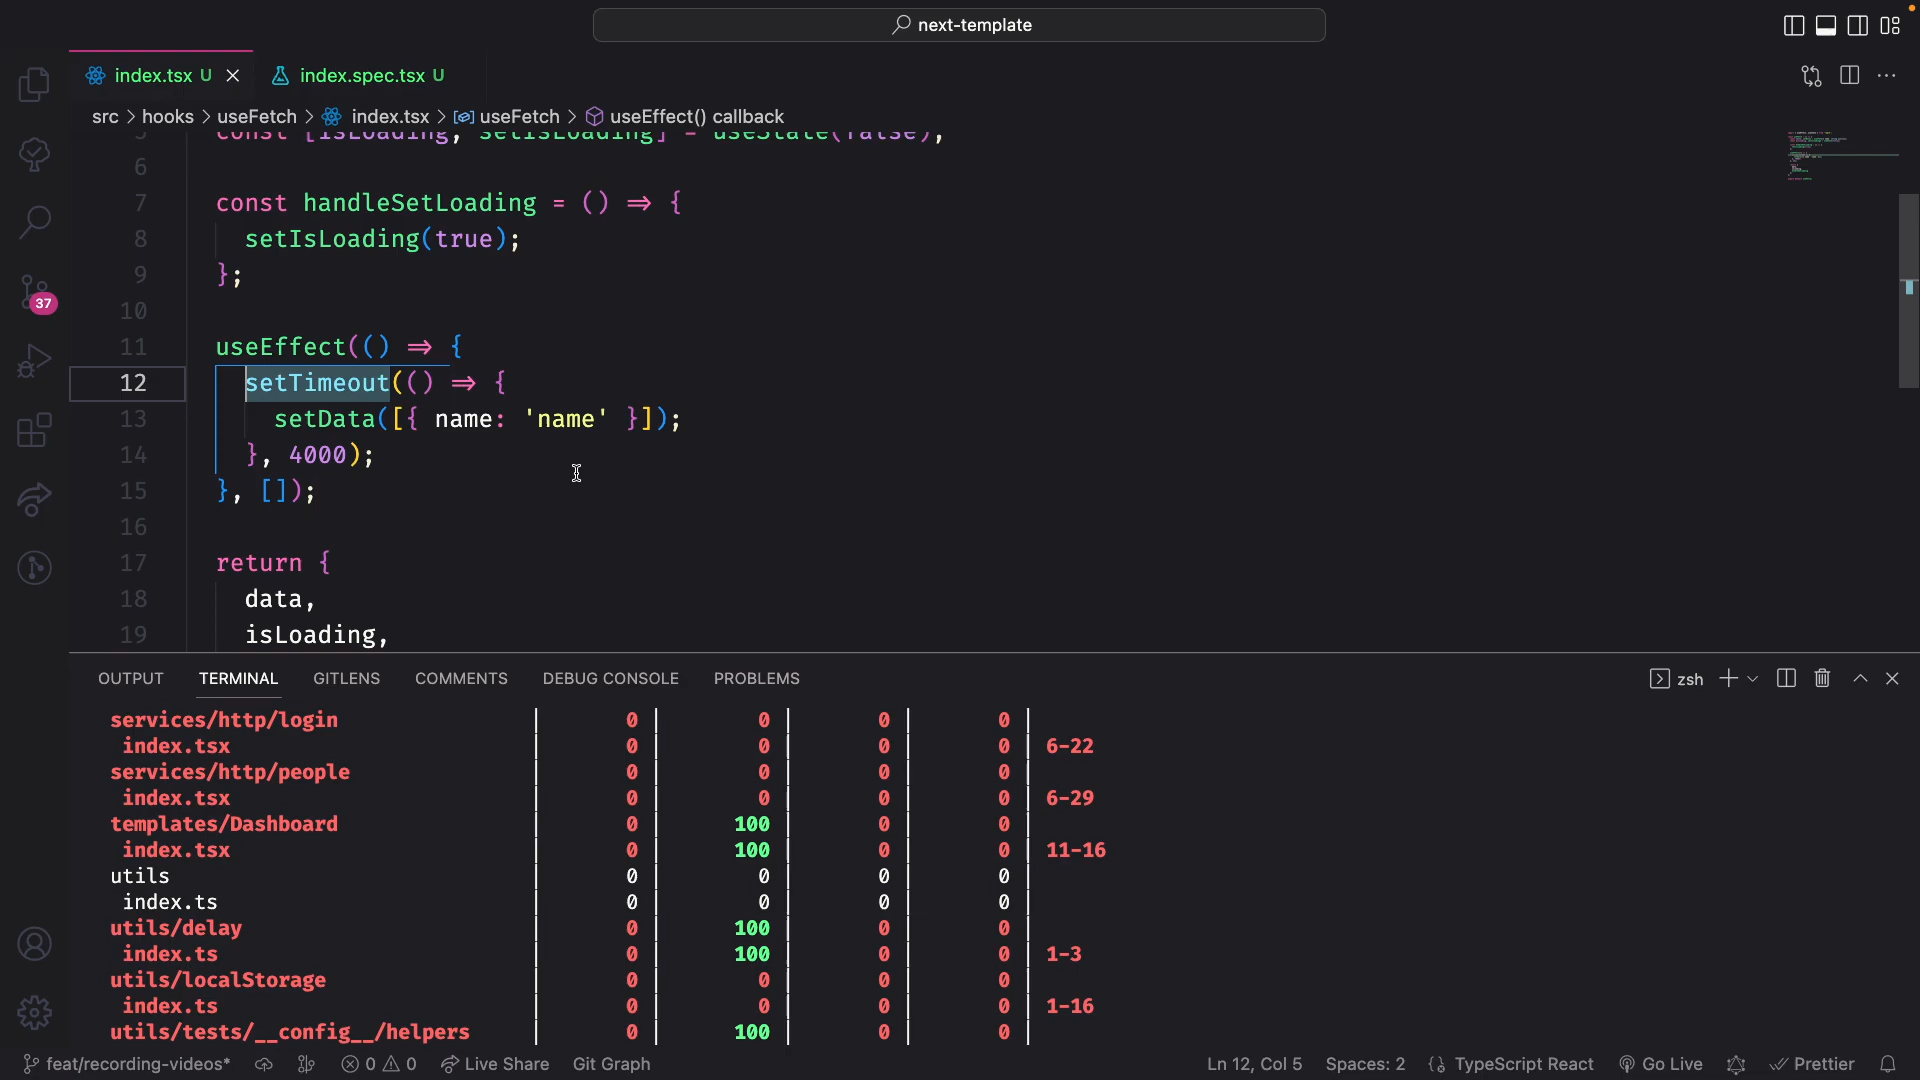 next-template
index.tsx U
index.spec.tsx U
src > hooks > useFetch > index.tsx > useFetch > useEffect() callback
5 const [isLoading, setIsLoading] = useState(false);
6
7 const handleSetLoading = () ⇒ {
8 setIsLoading(true);
9 };
10
11 useEffect(() ⇒ {
12 setTimeout(() ⇒ {
13 setData([{ name: 'name' }]);
14 }, 4000);
15 }, []);
16
17 return {
18 data,
19 isLoading,
37
OUTPUT TERMINAL GITLENS COMMENTS DEBUG CONSOLE PROBLEMS
zsh
services/http/login | 0 | 0 | 0 | 0 |
index.tsx | 0 | 0 | 0 | 0 | 6-22
services/http/people | 0 | 0 | 0 | 0 |
index.tsx | 0 | 0 | 0 | 0 | 6-29
templates/Dashboard | 0 | 100 | 0 | 0 |
index.tsx | 0 | 100 | 0 | 0 | 11-16
utils | 0 | 0 | 0 | 0 |
index.ts | 0 | 0 | 0 | 0 |
utils/delay | 0 | 100 | 0 | 0 |
index.ts | 0 | 100 | 0 | 0 | 1-3
utils/localStorage | 0 | 0 | 0 | 0 |
index.ts | 0 | 0 | 0 | 0 | 1-16
utils/tests/__config__/helpers | 0 | 100 | 0 | 0 |
feat/recording-videos* 0 0 Live Share Git Graph Ln 12, Col 5 Spaces: 2 TypeScript React Go Live Prettier